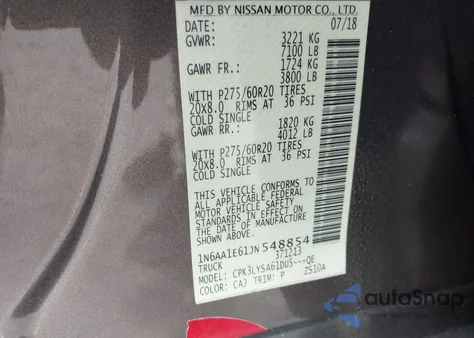 MFD BY NISSAN MOTOR CO., LTD.
DATE: 07/18
GVWR: 3221 KG
7100 LB
GAWR FR.: 1724 KG
3800 LB
WITH P275/60R20 TIRES
20X8.0 RIMS AT 36 PSI
COLD SINGLE
GAWR RR.: 1820 KG
4012 LB
WITH P275/60R20 TIRES
20X8.0 RIMS AT 36 PSI
COLD SINGLE
THIS VEHICLE CONFORMS TO
ALL APPLICABLE FEDERAL
MOTOR VEHICLE SAFETY
STANDARDS IN EFFECT ON
THE DATE OF MANUFACTURE
1N6AA1E61JN548854
TRUCK 371213
MODEL: CPK3LYSA61DU5---QE
COLOR: CAJ TRIM: P ZS10A
autoSnap